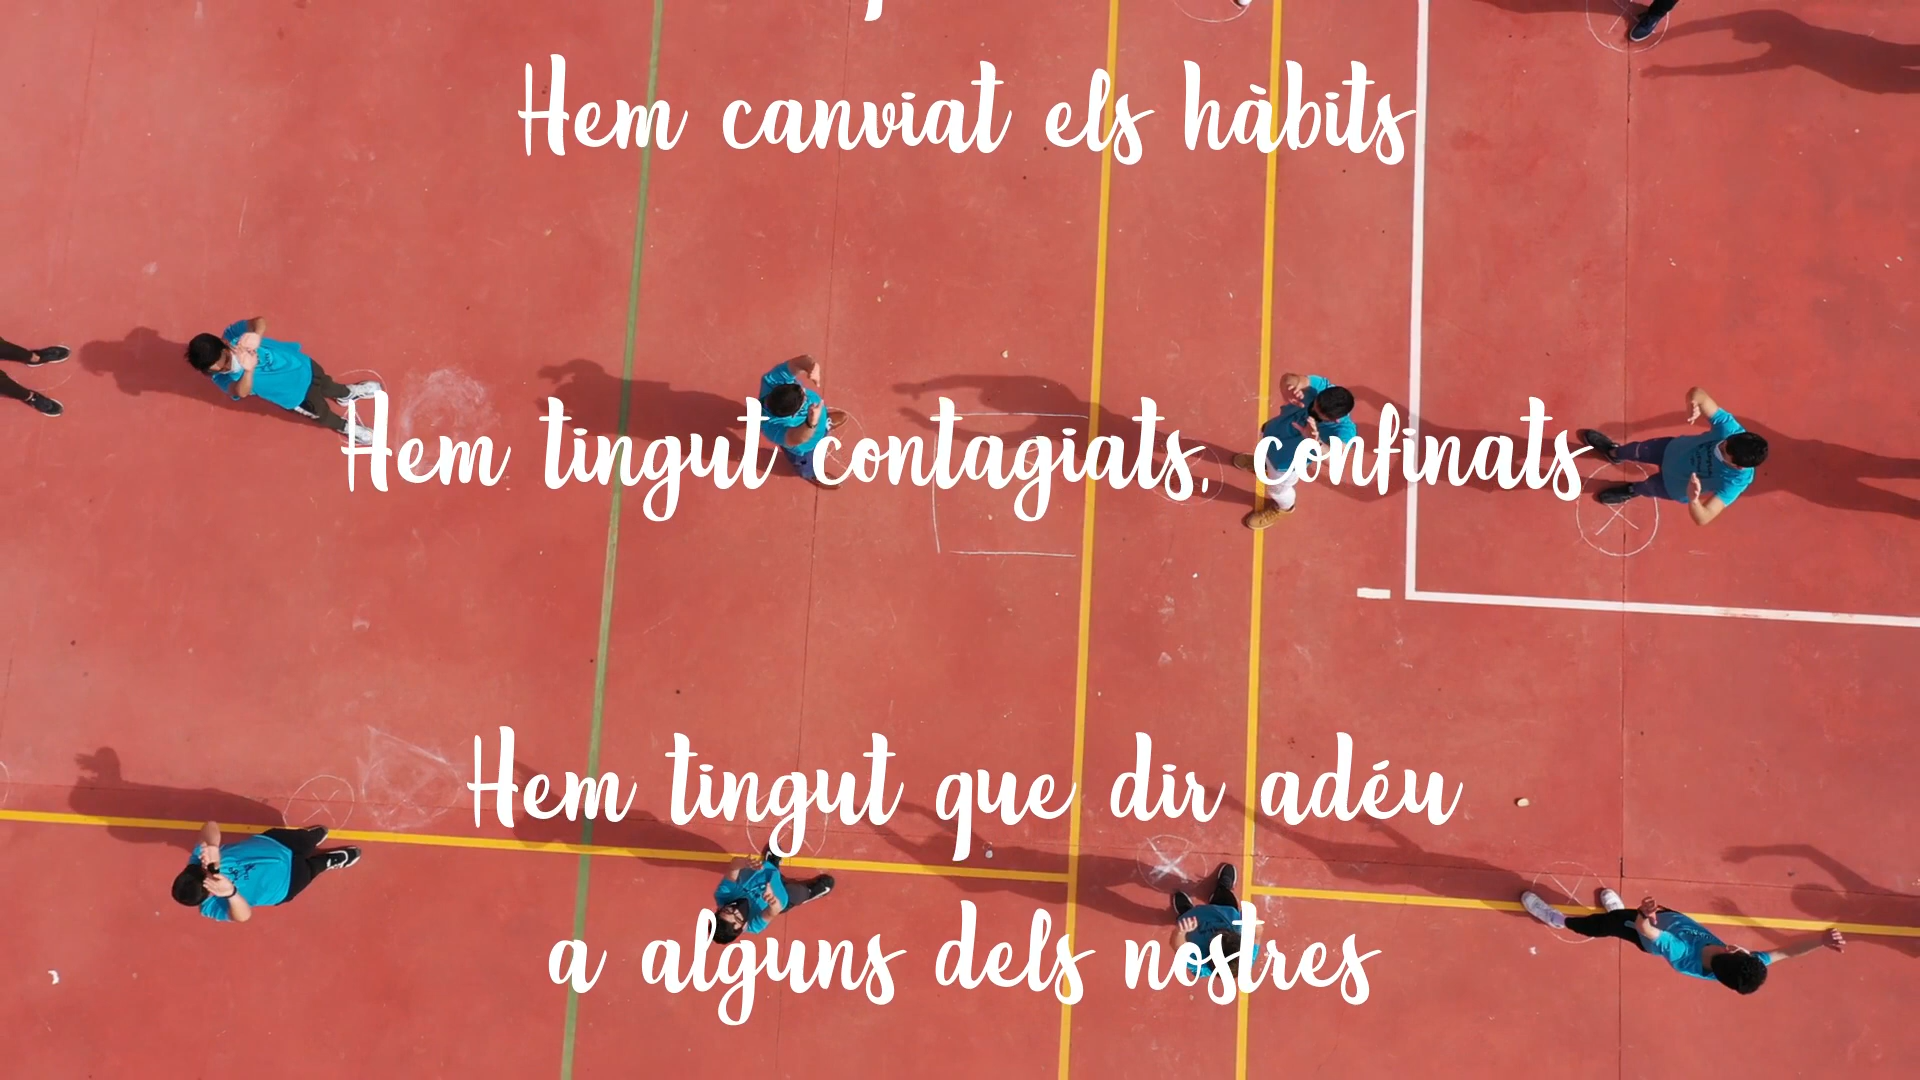 Hem canviat els hàbits
Hem tingut contagiats, confinats
Hem tingut que dir adéu
a alguns dels nostres